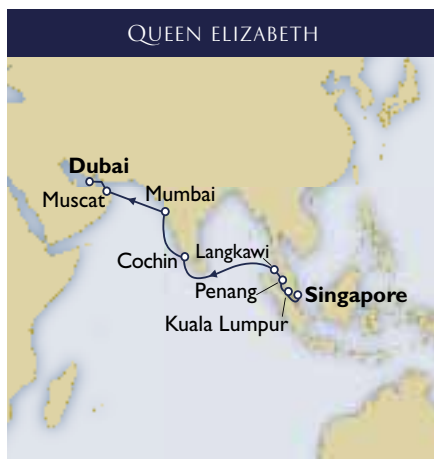 QUEEN ELIZABETH
Dubai
Muscat
Mumbai
Cochin
Langkawi
Penang
Singapore
Kuala Lumpur